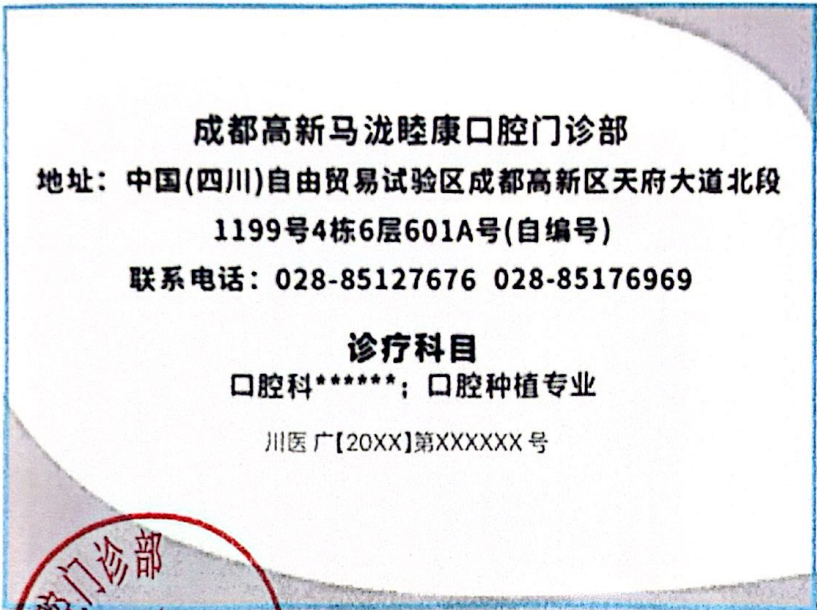 成都高新马泷睦康口腔门诊部
地址：中国(四川)自由贸易试验区成都高新区天府大道北段
1199号4栋6层601A号(自编号)
联系电话：028-85127676 028-85176969
诊疗科目
口腔科******；口腔种植专业
川医广【20XX】第XXXXXX号
门诊部